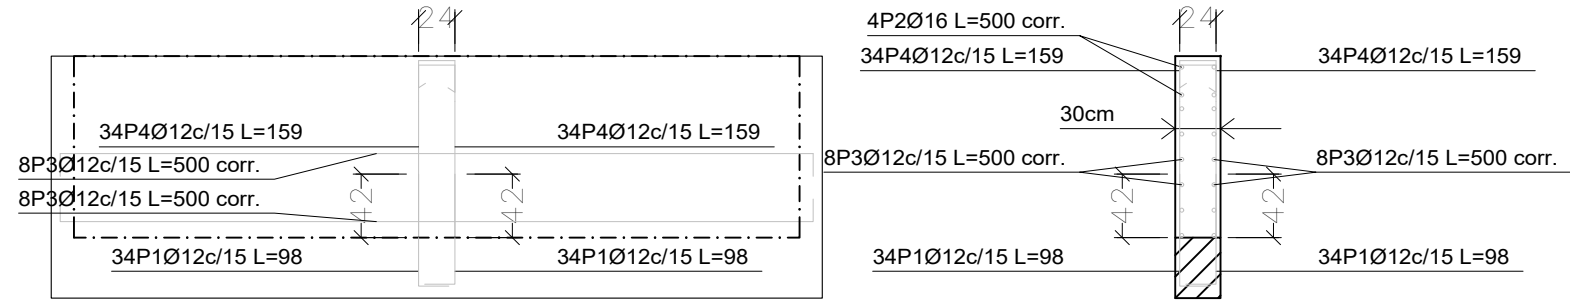 24
34P4Ø12c/15 L=159
34P4Ø12c/15 L=159
8P3Ø12c/15 L=500 corr.
8P3Ø12c/15 L=500 corr.
42
42
34P1Ø12c/15 L=98
34P1Ø12c/15 L=98
4P2Ø16 L=500 corr.
24
34P4Ø12c/15 L=159
34P4Ø12c/15 L=159
30cm
8P3Ø12c/15 L=500 corr.
8P3Ø12c/15 L=500 corr.
42
42
34P1Ø12c/15 L=98
34P1Ø12c/15 L=98